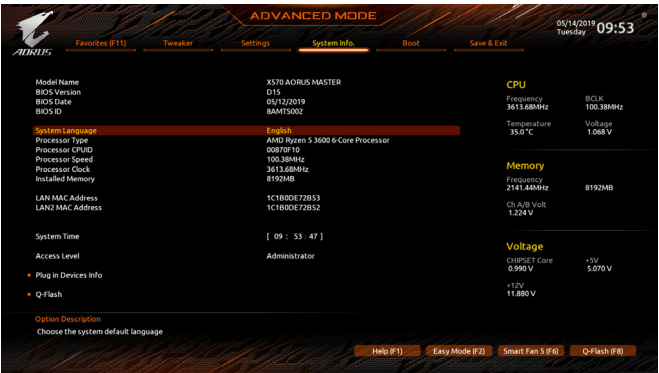 ADVANCED MODE
05/14/2019 Tuesday 09:53
AORUS
Favorites (F11) Tweaker Settings System Info. Boot Save & Exit
Model Name X570 AORUS MASTER
BIOS Version D15
BIOS Date 05/12/2019
BIOS ID 8AMTS002
System Language English
Processor Type AMD Ryzen 5 3600 6-Core Processor
Processor CPUID 00870F10
Processor Speed 100.38MHz
Processor Clock 3613.68MHz
Installed Memory 8192MB
LAN MAC Address 1C1B0DE72B53
LAN2 MAC Address 1C1B0DE72B52
System Time [ 09 : 53 : 47 ]
Access Level Administrator
Plug in Devices Info
Q-Flash
Option Description
Choose the system default language
CPU
Frequency BCLK
3613.68MHz 100.38MHz
Temperature Voltage
35.0 °C 1.068 V
Memory
Frequency
2141.44MHz 8192MB
Ch A/B Volt
1.224 V
Voltage
CHIPSET Core +5V
0.990 V 5.070 V
+12V
11.880 V
Help (F1) Easy Mode (F2) Smart Fan 5 (F6) Q-Flash (F8)